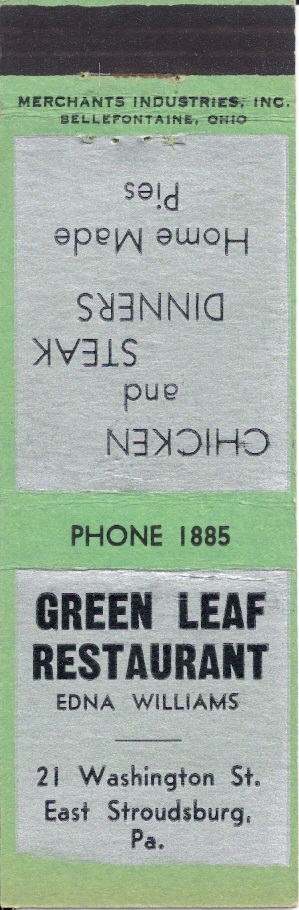 MERCHANTS INDUSTRIES, INC.
BELLEFONTAINE, OHIO
CHICKEN
and
STEAK
DINNERS
Home Made
Pies
PHONE 1885
GREEN LEAF
RESTAURANT
EDNA WILLIAMS
21 Washington St.
East Stroudsburg,
Pa.